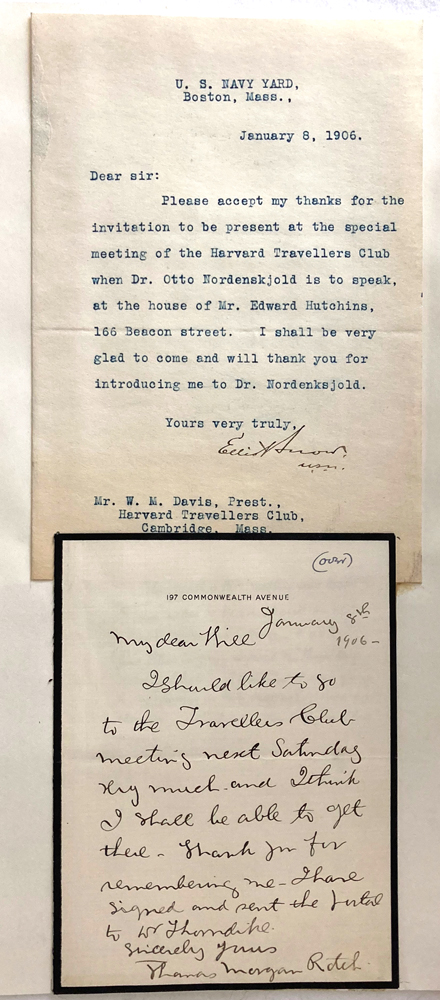 U. S. NAVY YARD,
Boston, Mass.,
January 8, 1906.
Dear sir:
Please accept my thanks for the
invitation to be present at the special
meeting of the Harvard Travellers Club
when Dr. Otto Nordenskjold is to speak,
at the house of Mr. Edward Hutchins,
166 Beacon street. I shall be very
glad to come and will thank you for
introducing me to Dr. Nordenksjold.
Yours very truly,
Elliot Snow.
usn.
Mr. W. M. Davis, Prest.,
Harvard Travellers Club,
Cambridge, Mass.
(over)
197 COMMONWEALTH AVENUE
January 8th
1906-
My dear Will
I should like to go
to the Travellers Club
meeting next Saturday
very much and I think
I shall be able to get
there - Thank you for
remembering me - I have
signed and sent the postal
to Dr Thorndike.
Sincerely yours
Thomas Morgan Rotch.